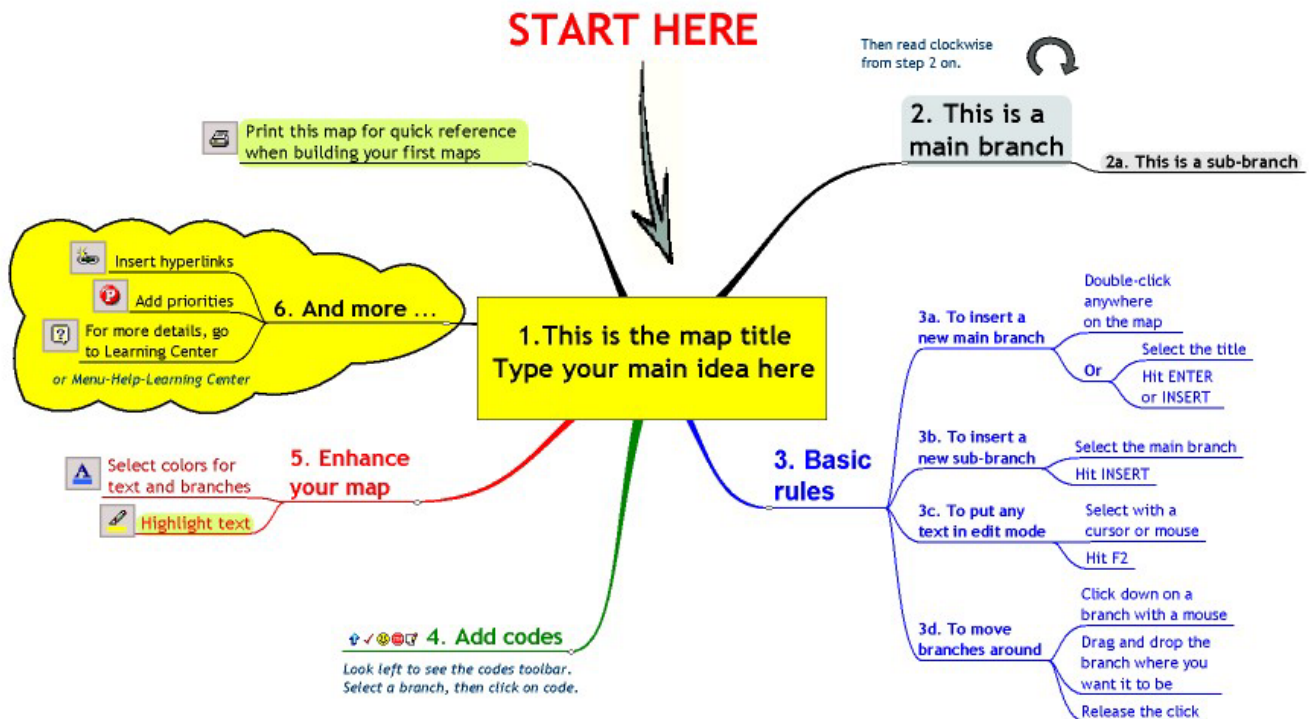 START HERE
Then read clockwise
from step 2 on.
1.This is the map title
Type your main idea here
2. This is a
main branch
2a. This is a sub-branch
3. Basic
rules
3a. To insert a
new main branch
Double-click
anywhere
on the map
Or
Select the title
Hit ENTER
or INSERT
3b. To insert a
new sub-branch
Select the main branch
Hit INSERT
3c. To put any
text in edit mode
Select with a
cursor or mouse
Hit F2
3d. To move
branches around
Click down on a
branch with a mouse
Drag and drop the
branch where you
want it to be
Release the click
4. Add codes
Look left to see the codes toolbar.
Select a branch, then click on code.
5. Enhance
your map
A
Select colors for
text and branches
Highlight text
6. And more ...
Insert hyperlinks
P
Add priorities
?
For more details, go
to Learning Center
or Menu-Help-Learning Center
Print this map for quick reference
when building your first maps